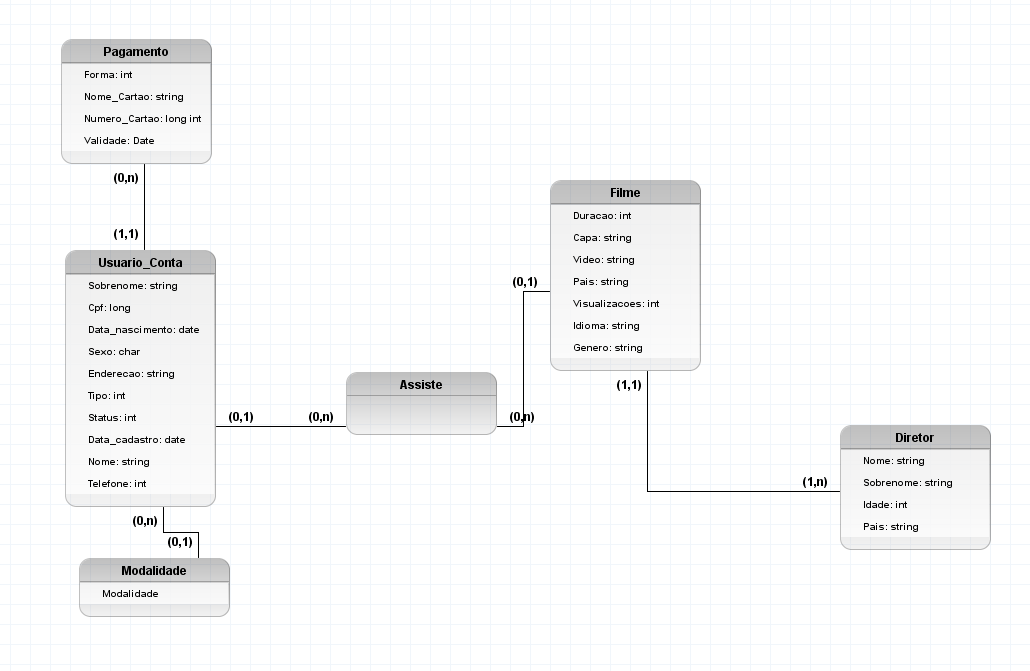 Pagamento
Forma: int
Nome_Cartao: string
Numero_Cartao: long int
Validade: Date
(0,n)
(1,1)
Usuario_Conta
Sobrenome: string
Cpf: long
Data_nascimento: date
Sexo: char
Enderecao: string
Tipo: int
Status: int
Data_cadastro: date
Nome: string
Telefone: int
(0,1)
(0,n)
Assiste
(0,n)
(0,1)
Filme
Duracao: int
Capa: string
Video: string
Pais: string
Visualizacoes: int
Idioma: string
Genero: string
(1,1)
(1,n)
Diretor
Nome: string
Sobrenome: string
Idade: int
Pais: string
(0,n)
(0,1)
Modalidade
Modalidade